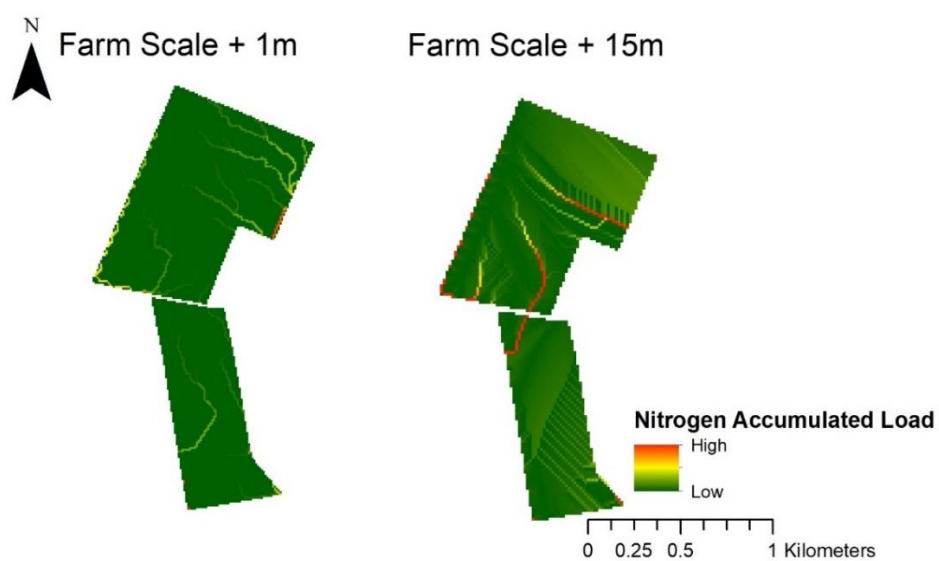 N
Farm Scale + 1m
Farm Scale + 15m
Nitrogen Accumulated Load
High
Low
0 0.25 0.5 1 Kilometers